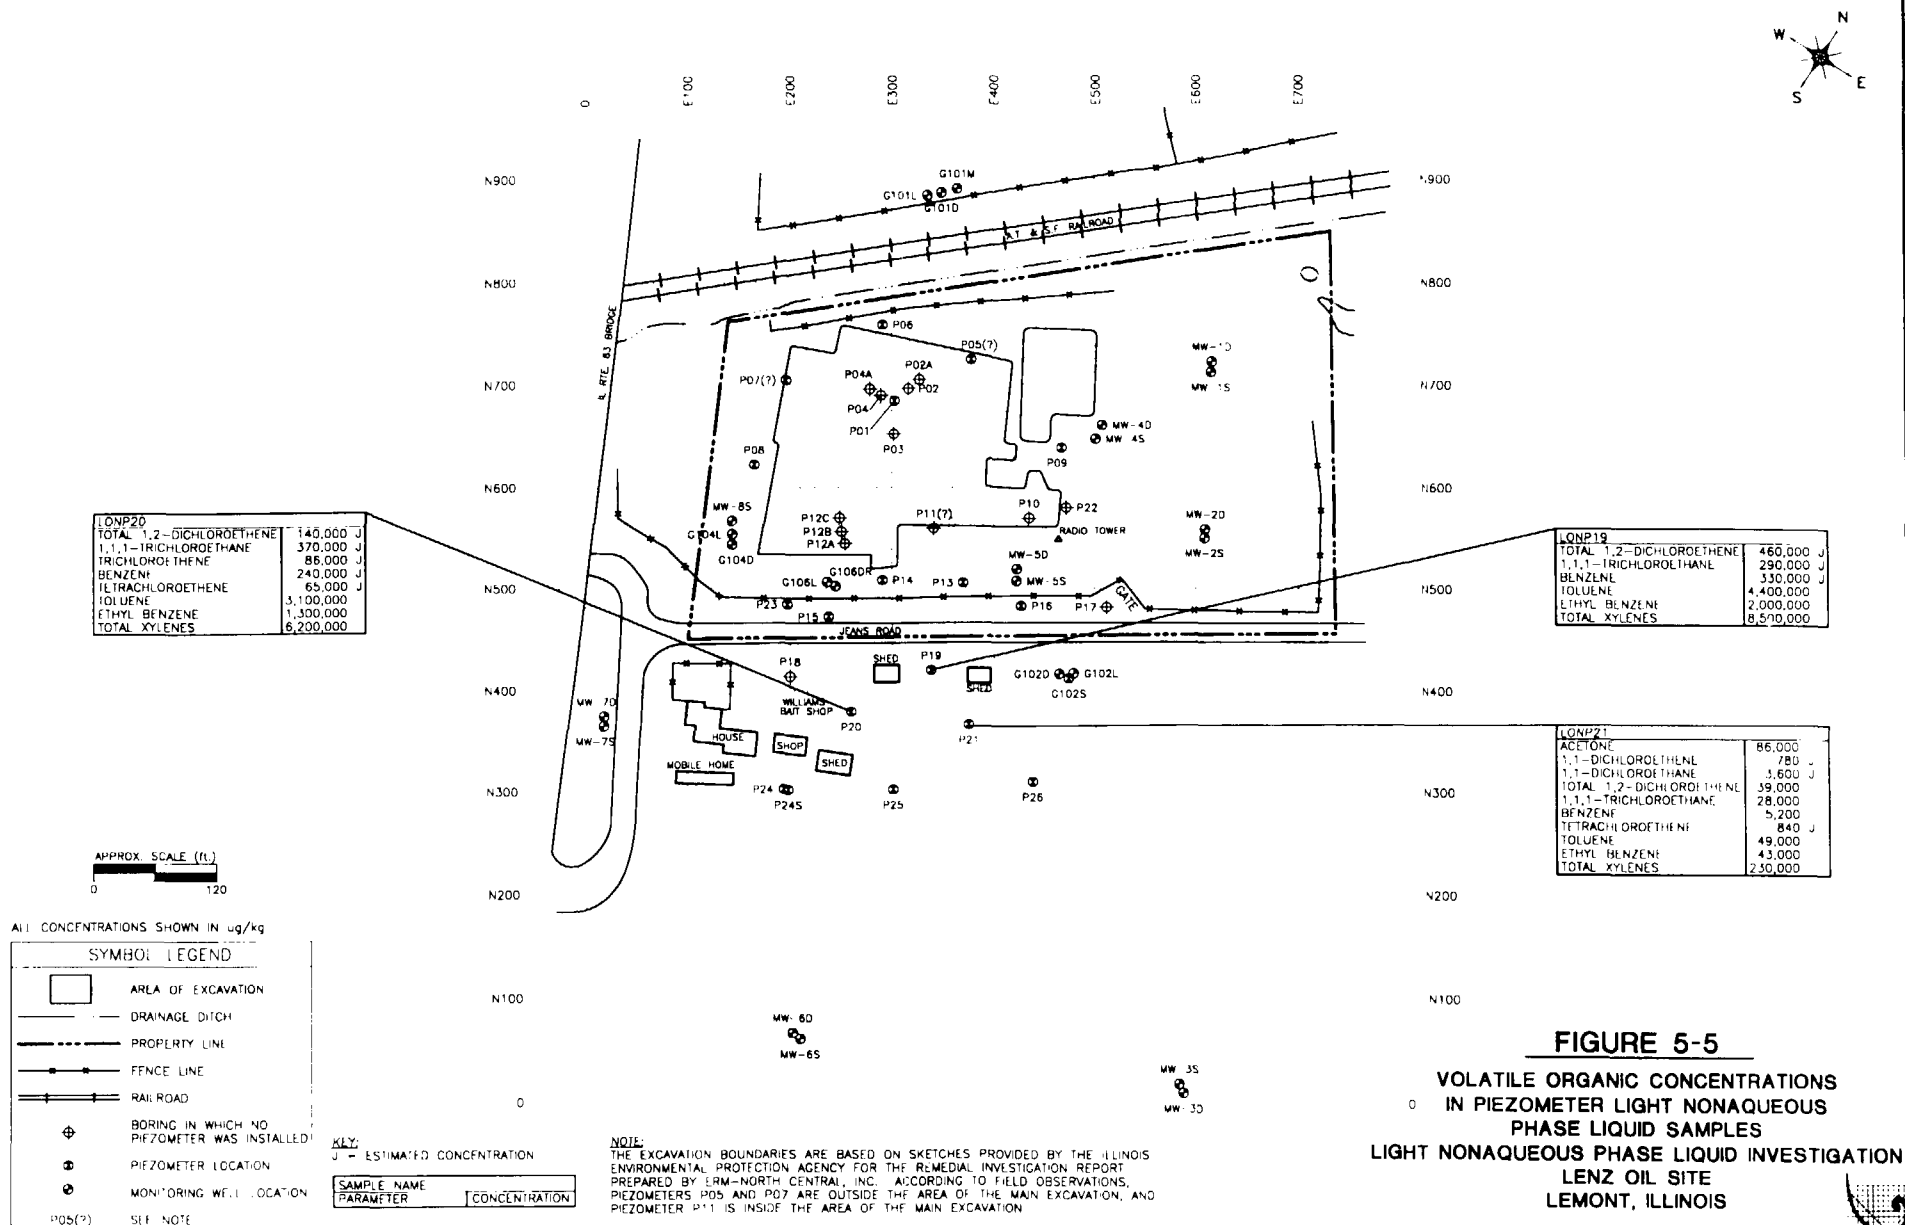 N
W
E
S
0
E100
E200
E300
E400
E500
E600
E700
N900
N900
N800
N800
N700
N700
N600
N600
N500
N500
N400
N400
N300
N300
N200
N200
N100
N100
0
0
G101M
G101L
G101D
A.T. & S.F. RAILROAD
IL RTE. 83 BRIDGE
P06
P05(?)
P07(?)
P04A
P02A
P02
P04
P01
P03
P08
MW-1D
MW-1S
MW-4D
MW-4S
P09
MW-8S
G104L
G104D
P12C
P12B
P12A
P11(?)
P10
P22
RADIO TOWER
MW-2D
MW-2S
G106L
G106DR
P14
P13
MW-5D
MW-5S
P23
P15
P16
P17
GATE
JEANS ROAD
P18
SHED
P19
SHED
G102D
G102L
G102S
WILLIAMS
BAIT SHOP
P20
P21
MW-7D
MW-7S
HOUSE
SHOP
SHED
MOBILE HOME
P24
P24S
P25
P26
MW-6D
MW-6S
MW-3S
MW-3D
LONP20
TOTAL 1,2-DICHLOROETHENE 140,000 J
1,1,1-TRICHLOROETHANE 370,000 J
TRICHLOROETHENE 86,000 J
BENZENE 240,000 J
TETRACHLOROETHENE 65,000 J
TOLUENE 3,100,000
ETHYL BENZENE 1,300,000
TOTAL XYLENES 6,200,000
LONP19
TOTAL 1,2-DICHLOROETHENE 460,000 J
1,1,1-TRICHLOROETHANE 290,000 J
BENZENE 330,000 J
TOLUENE 4,400,000
ETHYL BENZENE 2,000,000
TOTAL XYLENES 8,500,000
LONP21
ACETONE 86,000
1,1-DICHLOROETHENE 780 J
1,1-DICHLOROETHANE 3,600 J
TOTAL 1,2-DICHLOROETHENE 39,000
1,1,1-TRICHLOROETHANE 28,000
BENZENE 5,200
TETRACHLOROETHENE 840 J
TOLUENE 49,000
ETHYL BENZENE 43,000
TOTAL XYLENES 230,000
APPROX. SCALE (ft.)
0 120
ALL CONCENTRATIONS SHOWN IN ug/kg
SYMBOL LEGEND
AREA OF EXCAVATION
DRAINAGE DITCH
PROPERTY LINE
FENCE LINE
RAILROAD
BORING IN WHICH NO
PIEZOMETER WAS INSTALLED
PIEZOMETER LOCATION
MONITORING WELL LOCATION
P05(?) SEE NOTE
KEY:
J - ESTIMATED CONCENTRATION
SAMPLE NAME
PARAMETER CONCENTRATION
NOTE:
THE EXCAVATION BOUNDARIES ARE BASED ON SKETCHES PROVIDED BY THE ILLINOIS
ENVIRONMENTAL PROTECTION AGENCY FOR THE REMEDIAL INVESTIGATION REPORT
PREPARED BY ERM-NORTH CENTRAL, INC. ACCORDING TO FIELD OBSERVATIONS,
PIEZOMETERS P05 AND P07 ARE OUTSIDE THE AREA OF THE MAIN EXCAVATION, AND
PIEZOMETER P11 IS INSIDE THE AREA OF THE MAIN EXCAVATION
FIGURE 5-5
VOLATILE ORGANIC CONCENTRATIONS
IN PIEZOMETER LIGHT NONAQUEOUS
PHASE LIQUID SAMPLES
LIGHT NONAQUEOUS PHASE LIQUID INVESTIGATION
LENZ OIL SITE
LEMONT, ILLINOIS